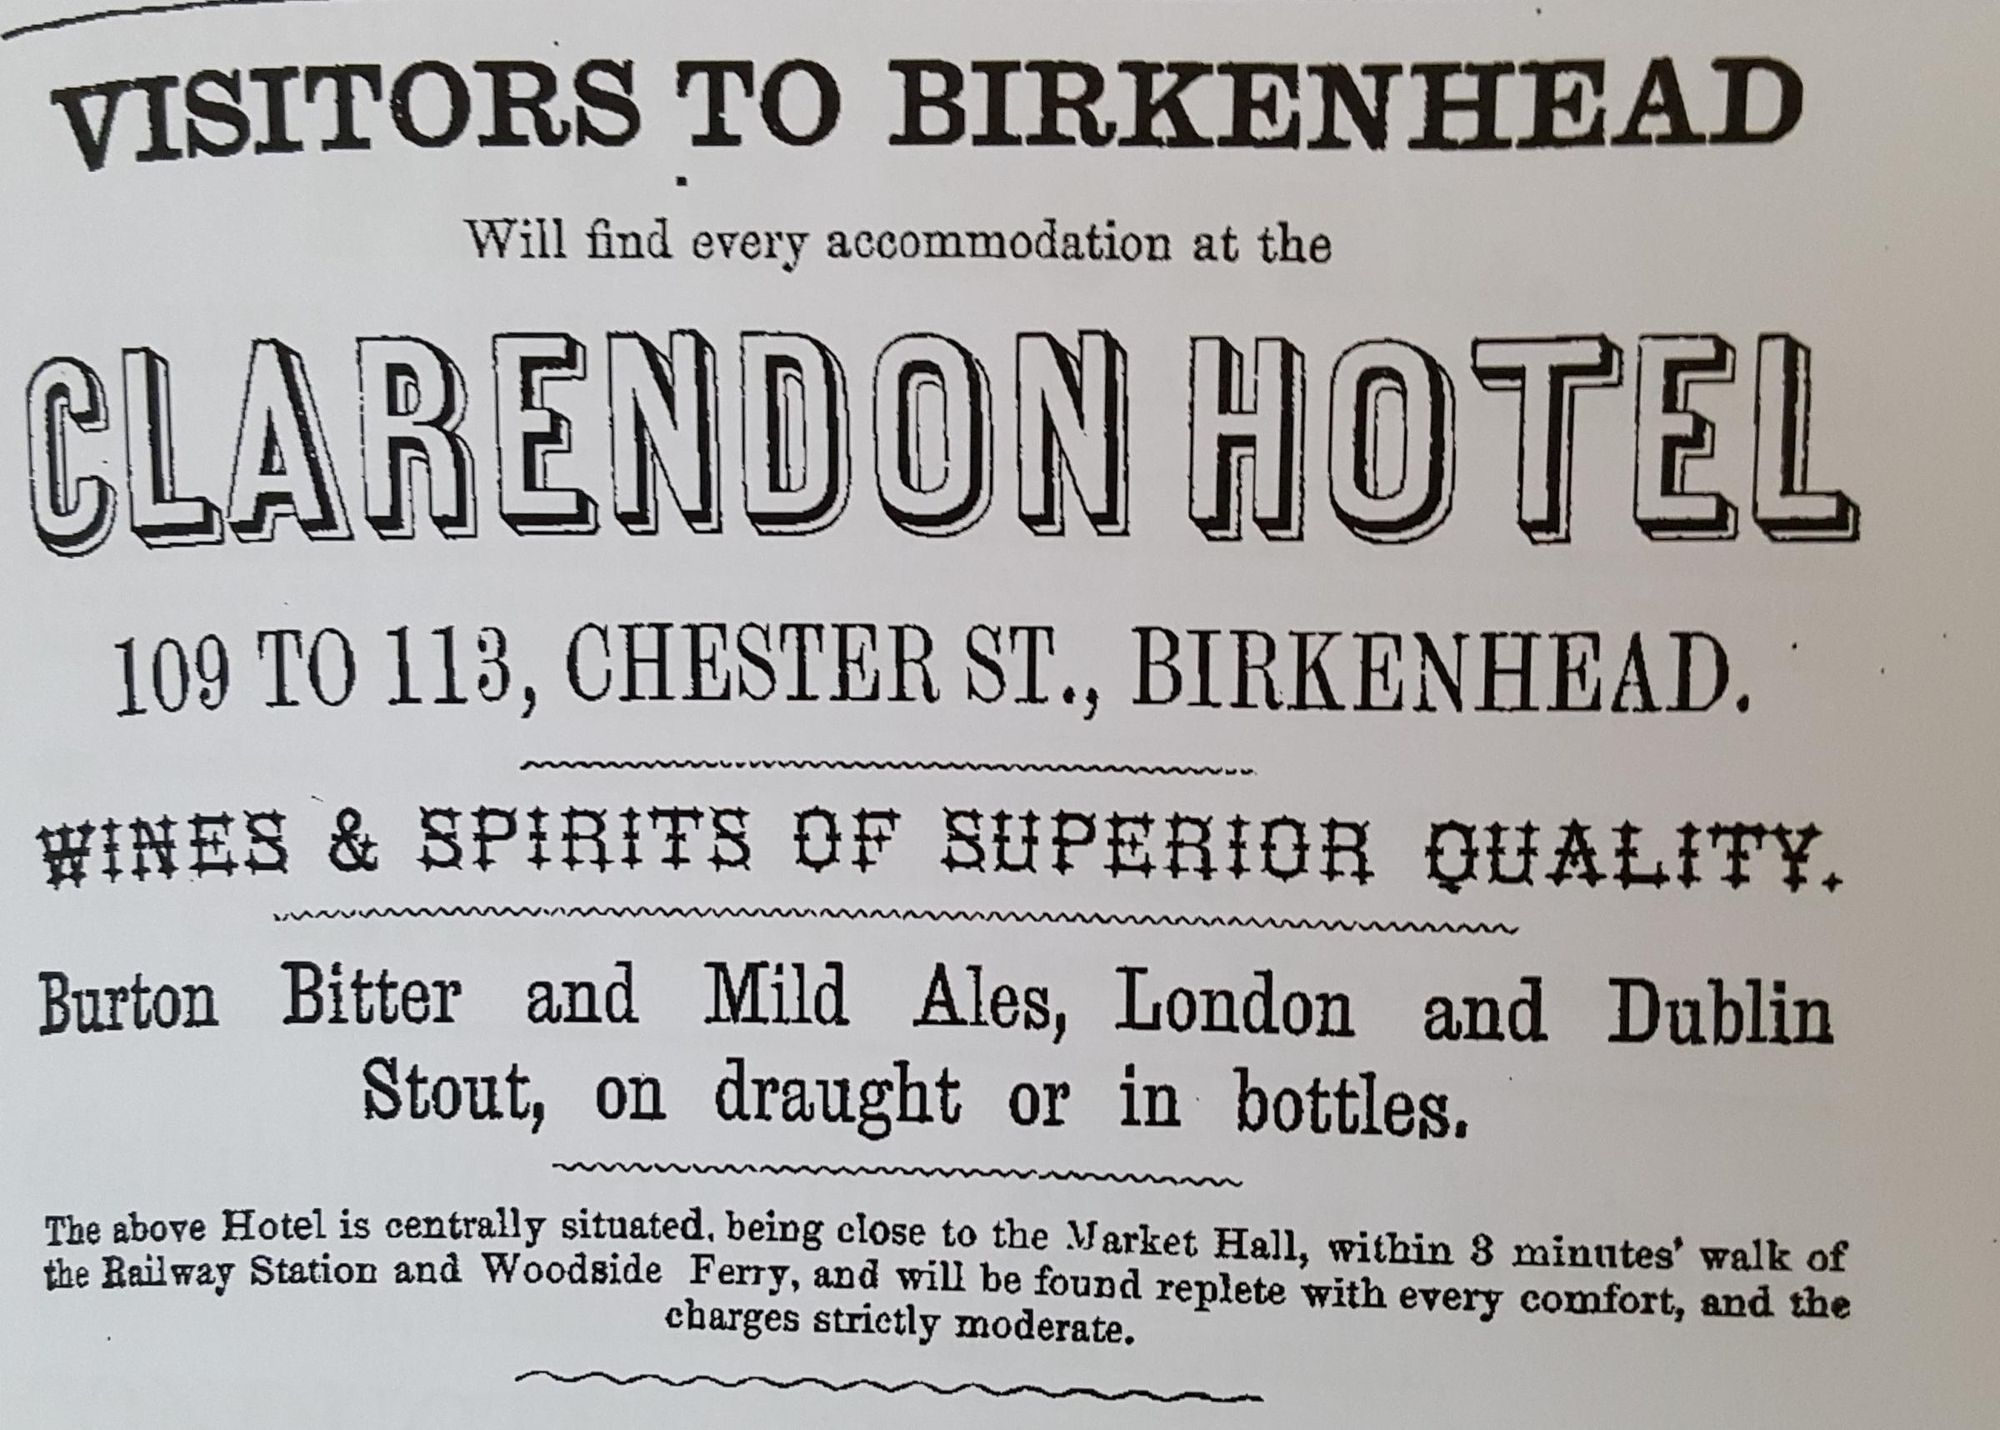 VISITORS TO BIRKENHEAD
Will find every accommodation at the
CLARENDON HOTEL
109 TO 113, CHESTER ST., BIRKENHEAD.
WINES & SPIRITS OF SUPERIOR QUALITY.
Burton Bitter and Mild Ales, London and Dublin
Stout, on draught or in bottles.
The above Hotel is centrally situated, being close to the Market Hall, within 3 minutes' walk of
the Railway Station and Woodside Ferry, and will be found replete with every comfort, and the
charges strictly moderate.